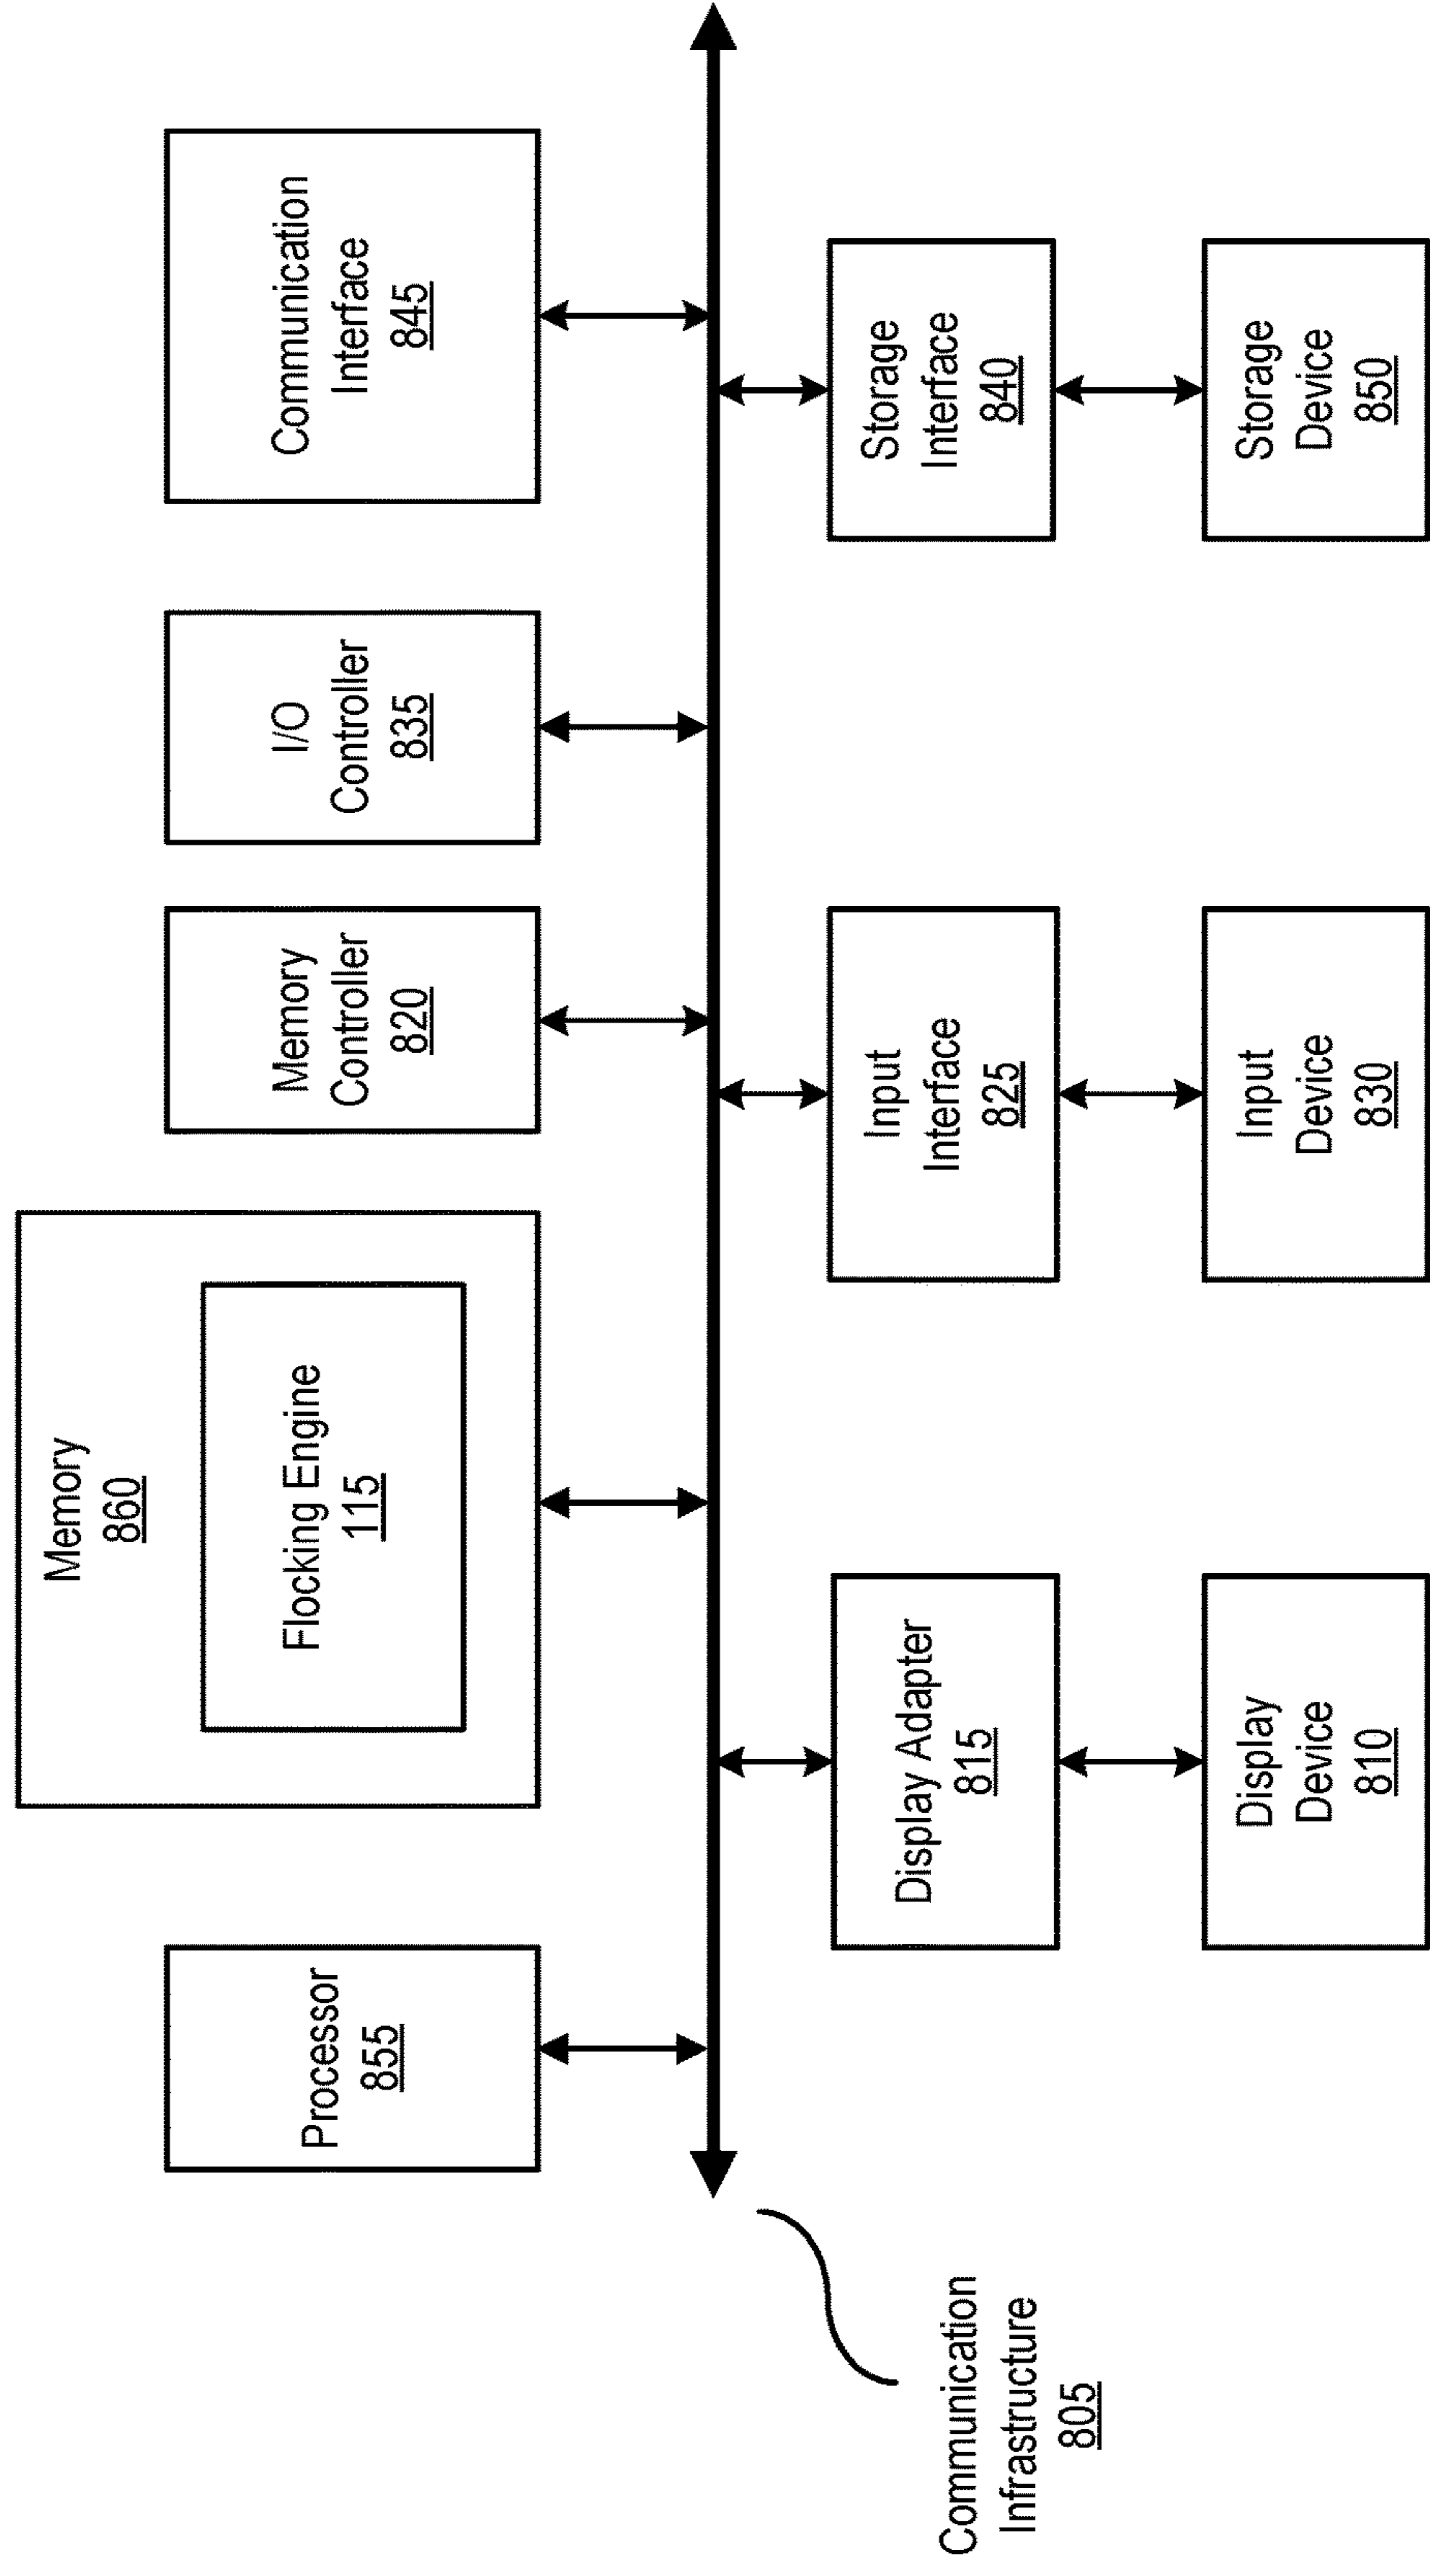 Processor
855
Memory
860
Flocking Engine
115
Memory
Controller
820
I/O
Controller
835
Communication
Interface
845
Communication
Infrastructure
805
Display Adapter
815
Input
Interface
825
Storage
Interface
840
Display
Device
810
Input
Device
830
Storage
Device
850